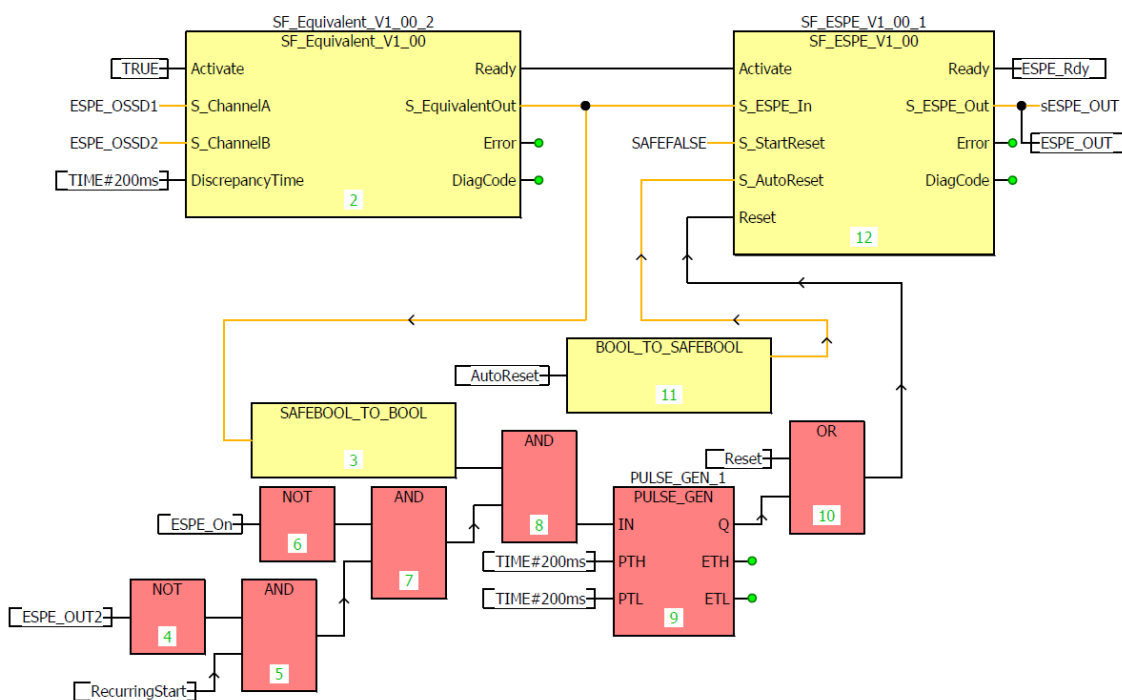 SF_Equivalent_V1_00_2
SF_Equivalent_V1_00
TRUE
Activate
Ready
ESPE_OSSD1
S_ChannelA
S_EquivalentOut
ESPE_OSSD2
S_ChannelB
Error
TIME#200ms
DiscrepancyTime
DiagCode
2
SF_ESPE_V1_00_1
SF_ESPE_V1_00
Activate
Ready
ESPE_Rdy
S_ESPE_In
S_ESPE_Out
sESPE_OUT
SAFEFALSE
S_StartReset
Error
ESPE_OUT
S_AutoReset
DiagCode
Reset
12
BOOL_TO_SAFEBOOL
AutoReset
11
SAFEBOOL_TO_BOOL
3
AND
8
OR
Reset
10
PULSE_GEN_1
PULSE_GEN
IN
Q
TIME#200ms
PTH
ETH
TIME#200ms
PTL
ETL
9
NOT
ESPE_On
6
AND
7
NOT
ESPE_OUT2
4
AND
5
RecurringStart